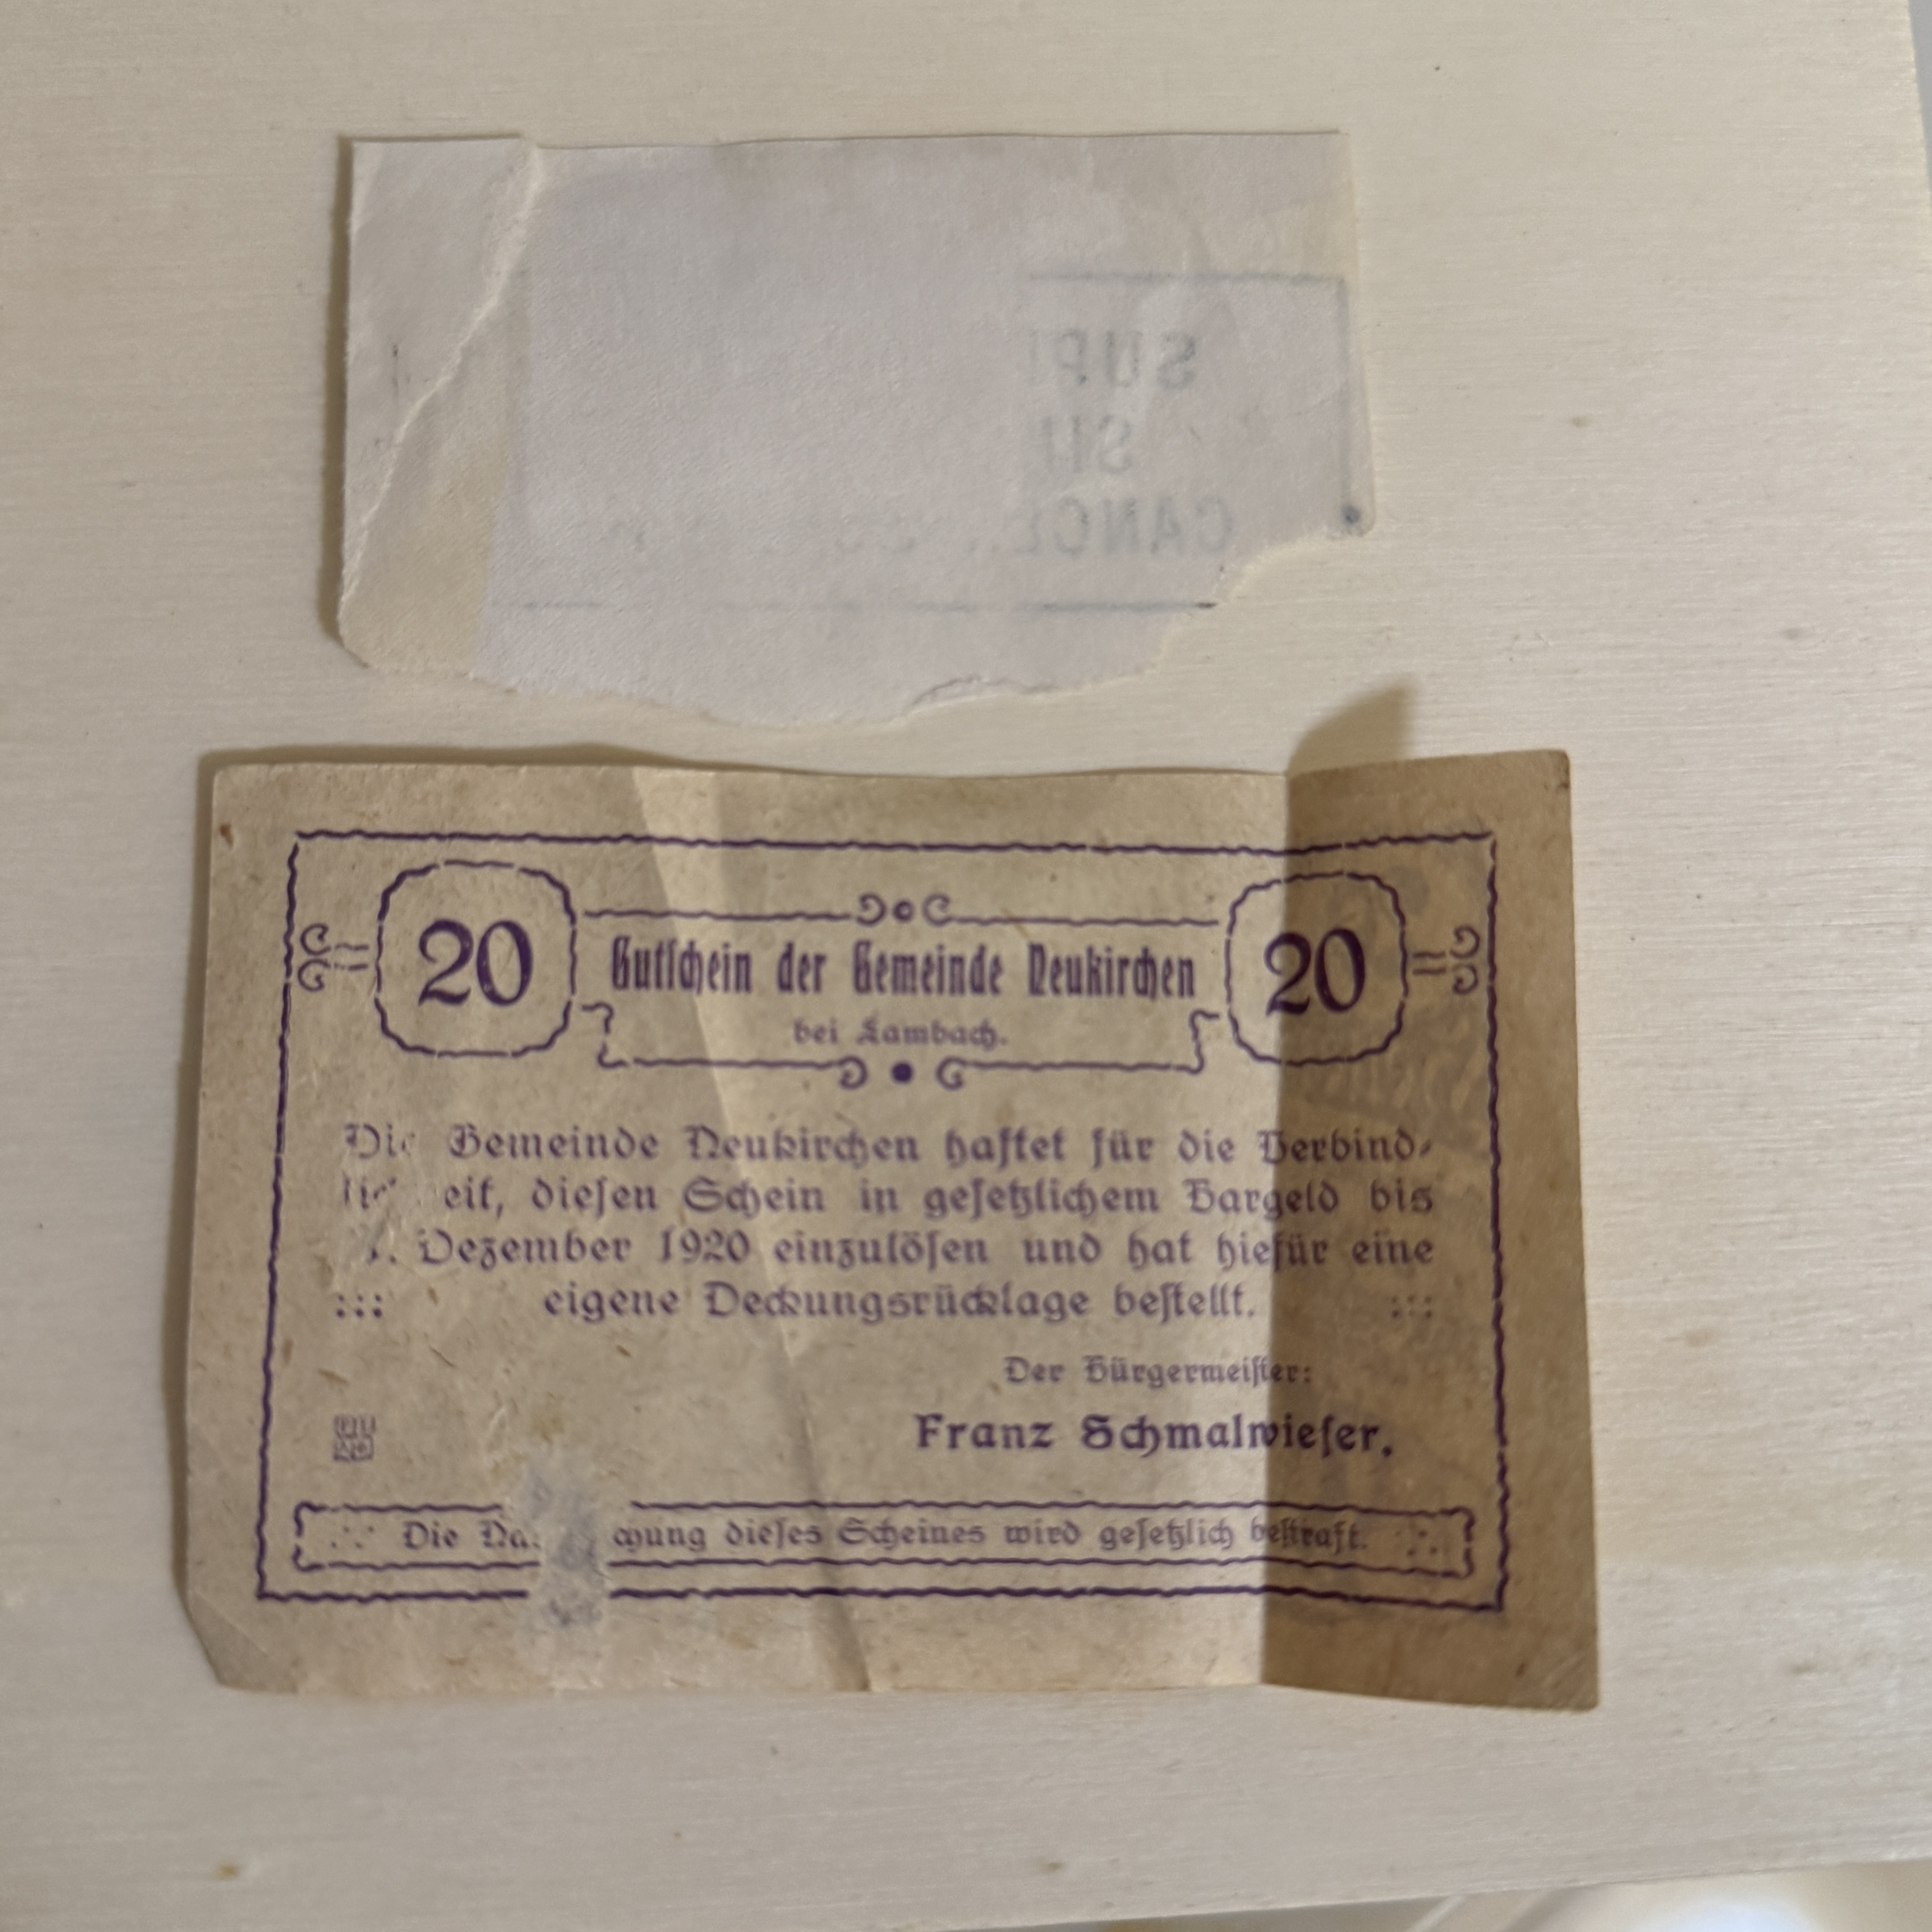 SUP
CANC
20
Gutschein der Gemeinde Neukirchen
20
bei Lambach.
Die Gemeinde Neukirchen haftet für die Verbind-
eit, diesen Schein in gesetzlichem Bargeld bis
Dezember 1920 einzulösen und hat hiefür eine
::: eigene Deckungsrücklage bestellt. :::
Der Bürgermeister:
Franz Schmalwieser.
Die Na chung dieses Scheines wird gesetzlich bestraft.